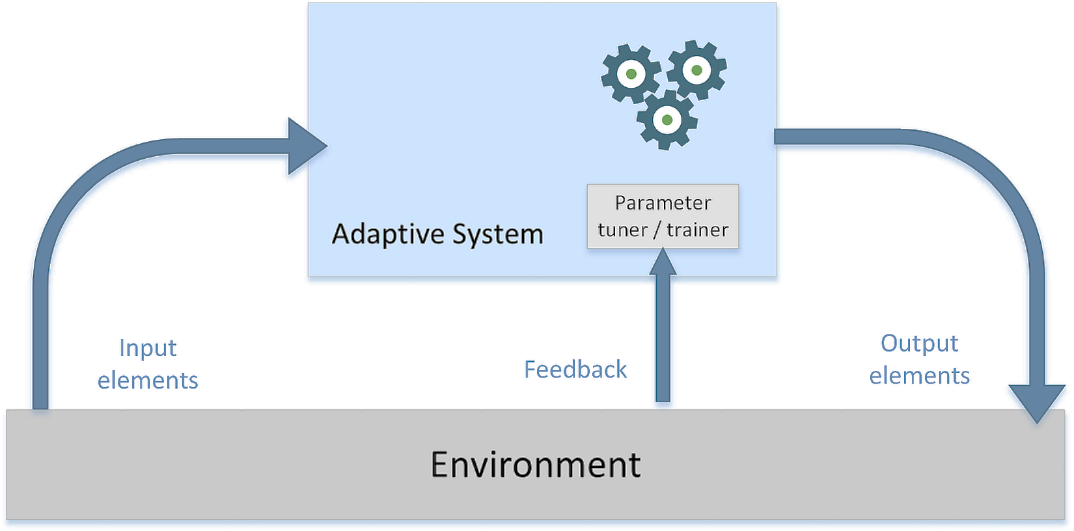 Parameter
tuner / trainer
Adaptive System
Input
elements
Feedback
Output
elements
Environment